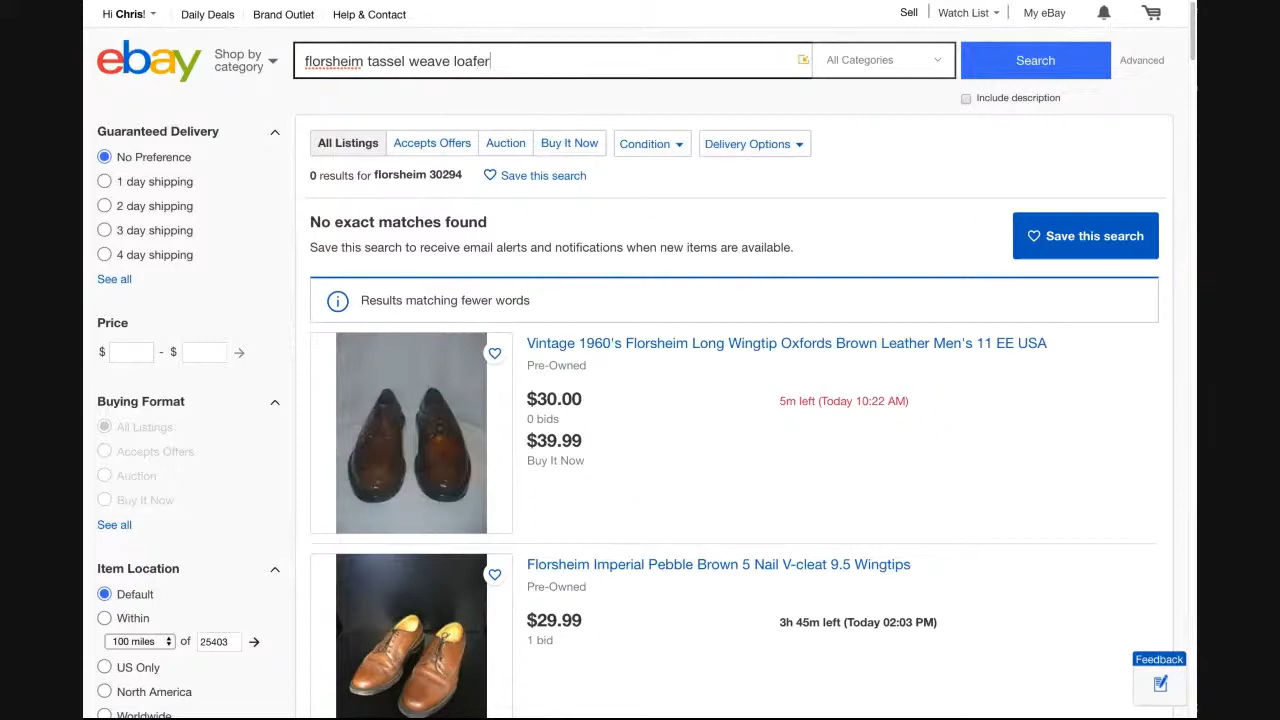 Hi Chris!
Daily Deals
Brand Outlet
Help & Contact
Sell
Watch List
My eBay
ebay
Shop by
category
florsheim tassel weave loafer
All Categories
Search
Advanced
Include description
Guaranteed Delivery
No Preference
1 day shipping
2 day shipping
3 day shipping
4 day shipping
See all
Price
$ - $
Buying Format
All Listings
Accepts Offers
Auction
Buy It Now
See all
Item Location
Default
Within
100 miles of 25403
US Only
North America
Worldwide
All Listings
Accepts Offers
Auction
Buy It Now
Condition
Delivery Options
0 results for florsheim 30294
Save this search
No exact matches found
Save this search to receive email alerts and notifications when new items are available.
Save this search
Results matching fewer words
Vintage 1960's Florsheim Long Wingtip Oxfords Brown Leather Men's 11 EE USA
Pre-Owned
$30.00
5m left (Today 10:22 AM)
0 bids
$39.99
Buy It Now
Florsheim Imperial Pebble Brown 5 Nail V-cleat 9.5 Wingtips
Pre-Owned
$29.99
3h 45m left (Today 02:03 PM)
1 bid
Feedback